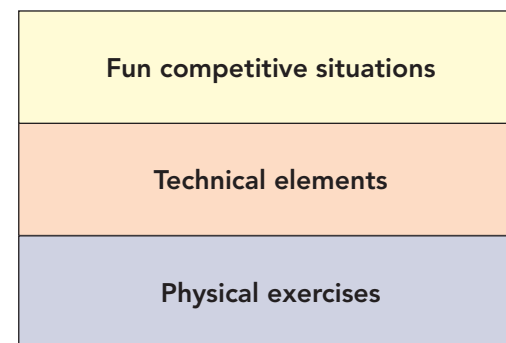 Fun competitive situations
Technical elements
Physical exercises